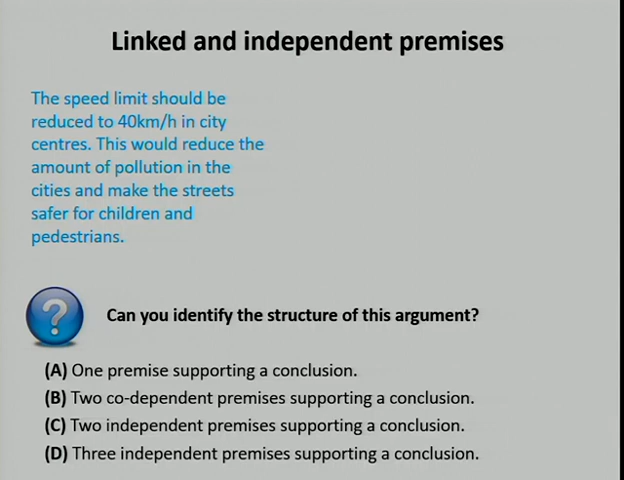 Linked and independent premises
The speed limit should be
reduced to 40km/h in city
centres. This would reduce the
amount of pollution in the
cities and make the streets
safer for children and
pedestrians.
?
Can you identify the structure of this argument?
(A) One premise supporting a conclusion.
(B) Two co-dependent premises supporting a conclusion.
(C) Two independent premises supporting a conclusion.
(D) Three independent premises supporting a conclusion.